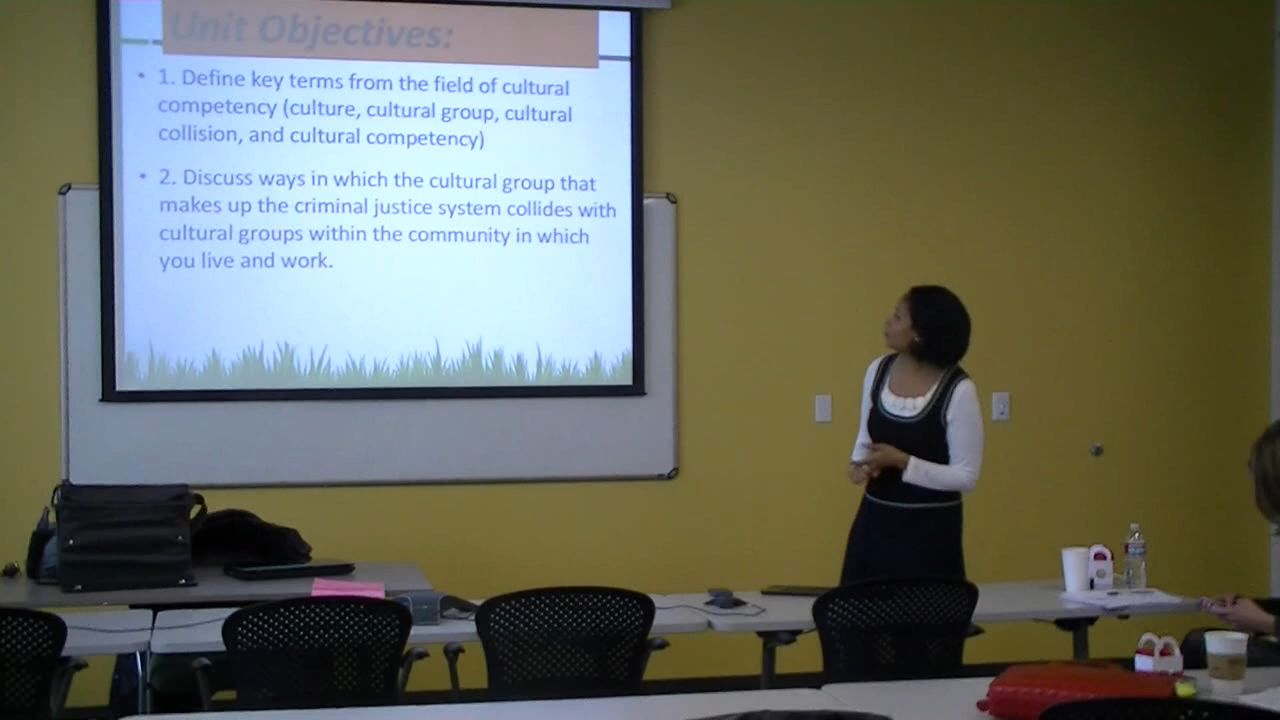 Unit Objectives:
• 1. Define key terms from the field of cultural
competency (culture, cultural group, cultural
collision, and cultural competency)
• 2. Discuss ways in which the cultural group that
makes up the criminal justice system collides with
cultural groups within the community in which
you live and work.